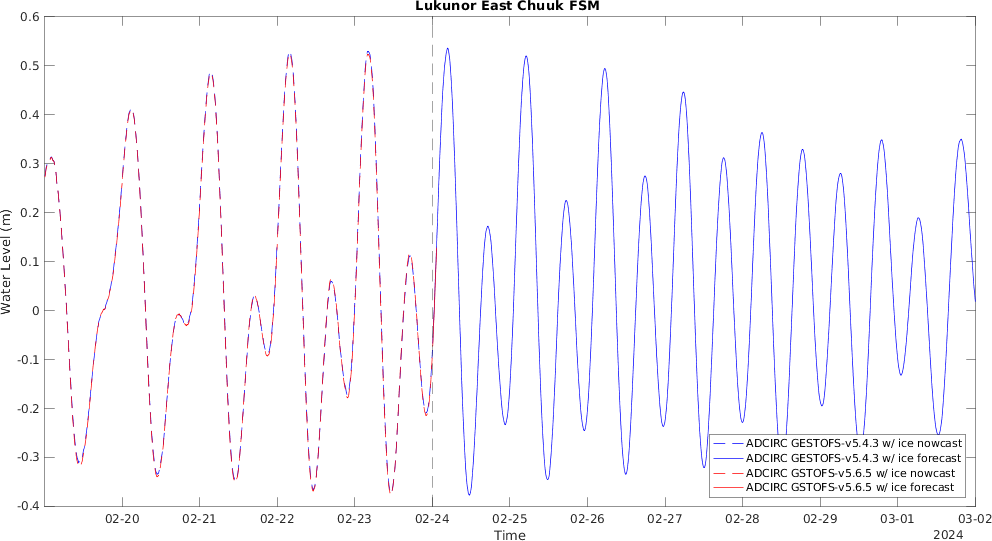 Lukunor East Chuuk FSM
0.6
0.5
0.4
0.3
0.2
0.1
0
-0.1
-0.2
-0.3
-0.4
Water Level (m)
ADCIRC GESTOFS-v5.4.3 w/ ice nowcast
ADCIRC GESTOFS-v5.4.3 w/ ice forecast
ADCIRC GSTOFS-v5.6.5 w/ ice nowcast
ADCIRC GSTOFS-v5.6.5 w/ ice forecast
02-20 02-21 02-22 02-23 02-24 02-25 02-26 02-27 02-28 02-29 03-01 03-02
Time
2024